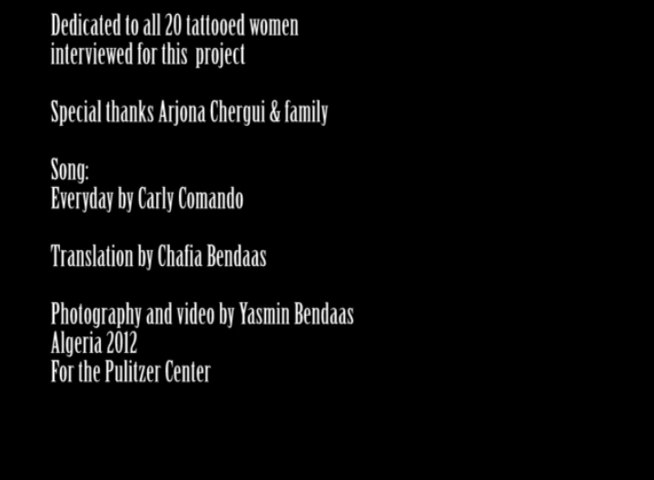 Dedicated to all 20 tattooed women
interviewed for this project
Special thanks Arjona Chergui & family
Song:
Everyday by Carly Comando
Translation by Chafia Bendaas
Photography and video by Yasmin Bendaas
Algeria 2012
For the Pulitzer Center